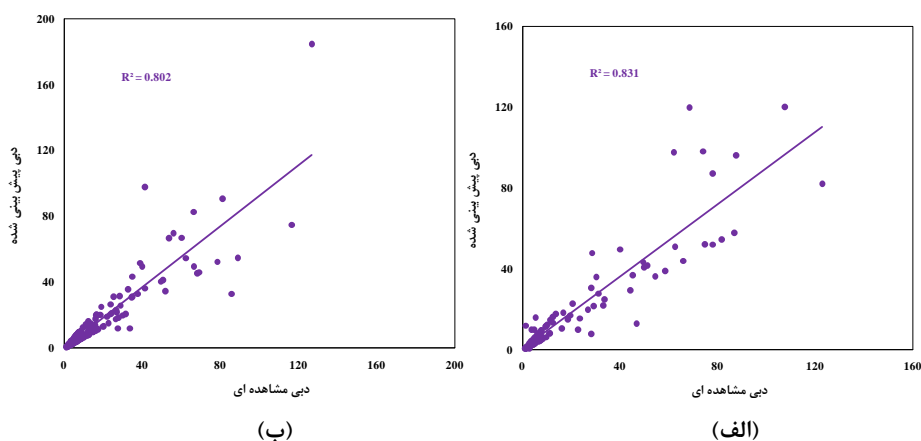 R² = 0.831
دبی پیش بینی شده
160
120
80
40
0
0 40 80 120 160
دبی مشاهده ای
(الف)
R² = 0.802
دبی پیش بینی شده
200
160
120
80
40
0
0 40 80 120 160 200
دبی مشاهده ای
(ب)